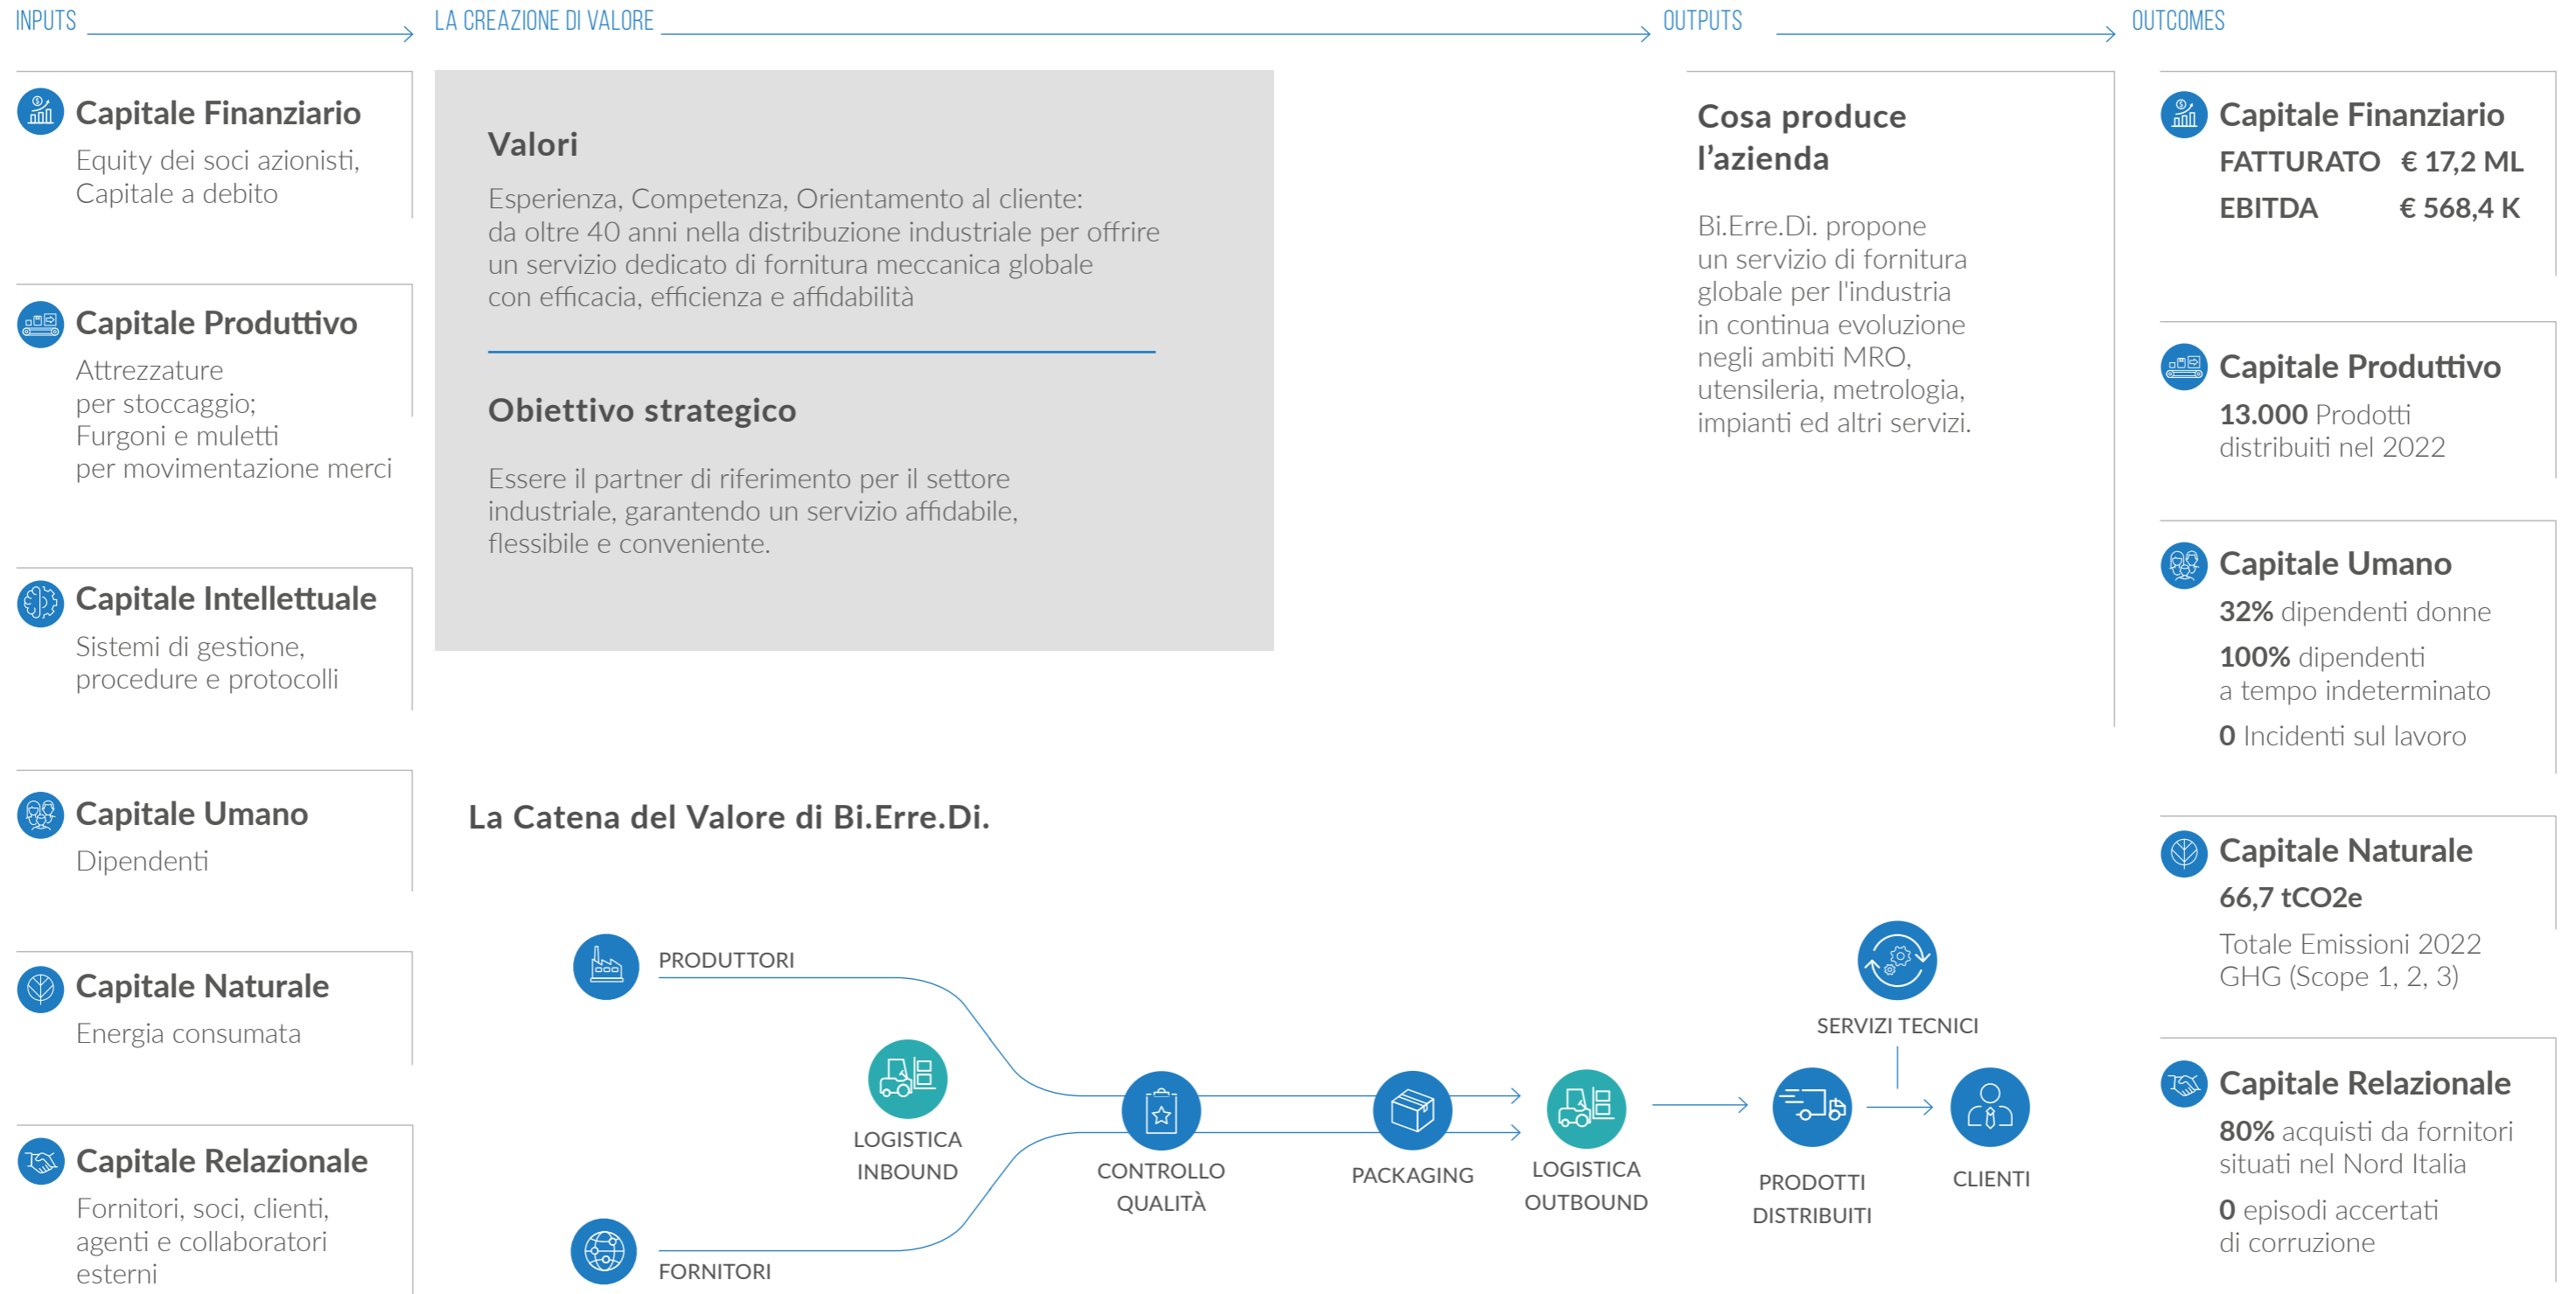 INPUTS
LA CREAZIONE DI VALORE
OUTPUTS
OUTCOMES
Capitale Finanziario
Equity dei soci azionisti,
Capitale a debito
Capitale Produttivo
Attrezzature
per stoccaggio;
Furgoni e muletti
per movimentazione merci
Capitale Intellettuale
Sistemi di gestione,
procedure e protocolli
Capitale Umano
Dipendenti
Capitale Naturale
Energia consumata
Capitale Relazionale
Fornitori, soci, clienti,
agenti e collaboratori
esterni
Valori
Esperienza, Competenza, Orientamento al cliente:
da oltre 40 anni nella distribuzione industriale per offrire
un servizio dedicato di fornitura meccanica globale
con efficacia, efficienza e affidabilità
Obiettivo strategico
Essere il partner di riferimento per il settore
industriale, garantendo un servizio affidabile,
flessibile e conveniente.
La Catena del Valore di Bi.Erre.Di.
PRODUTTORI
FORNITORI
LOGISTICA
INBOUND
CONTROLLO
QUALITÀ
PACKAGING
LOGISTICA
OUTBOUND
PRODOTTI
DISTRIBUITI
SERVIZI TECNICI
CLIENTI
Cosa produce
l’azienda
Bi.Erre.Di. propone
un servizio di fornitura
globale per l'industria
in continua evoluzione
negli ambiti MRO,
utensileria, metrologia,
impianti ed altri servizi.
Capitale Finanziario
FATTURATO € 17,2 ML
EBITDA € 568,4 K
Capitale Produttivo
13.000 Prodotti
distribuiti nel 2022
Capitale Umano
32% dipendenti donne
100% dipendenti
a tempo indeterminato
0 Incidenti sul lavoro
Capitale Naturale
66,7 tCO2e
Totale Emissioni 2022
GHG (Scope 1, 2, 3)
Capitale Relazionale
80% acquisti da fornitori
situati nel Nord Italia
0 episodi accertati
di corruzione